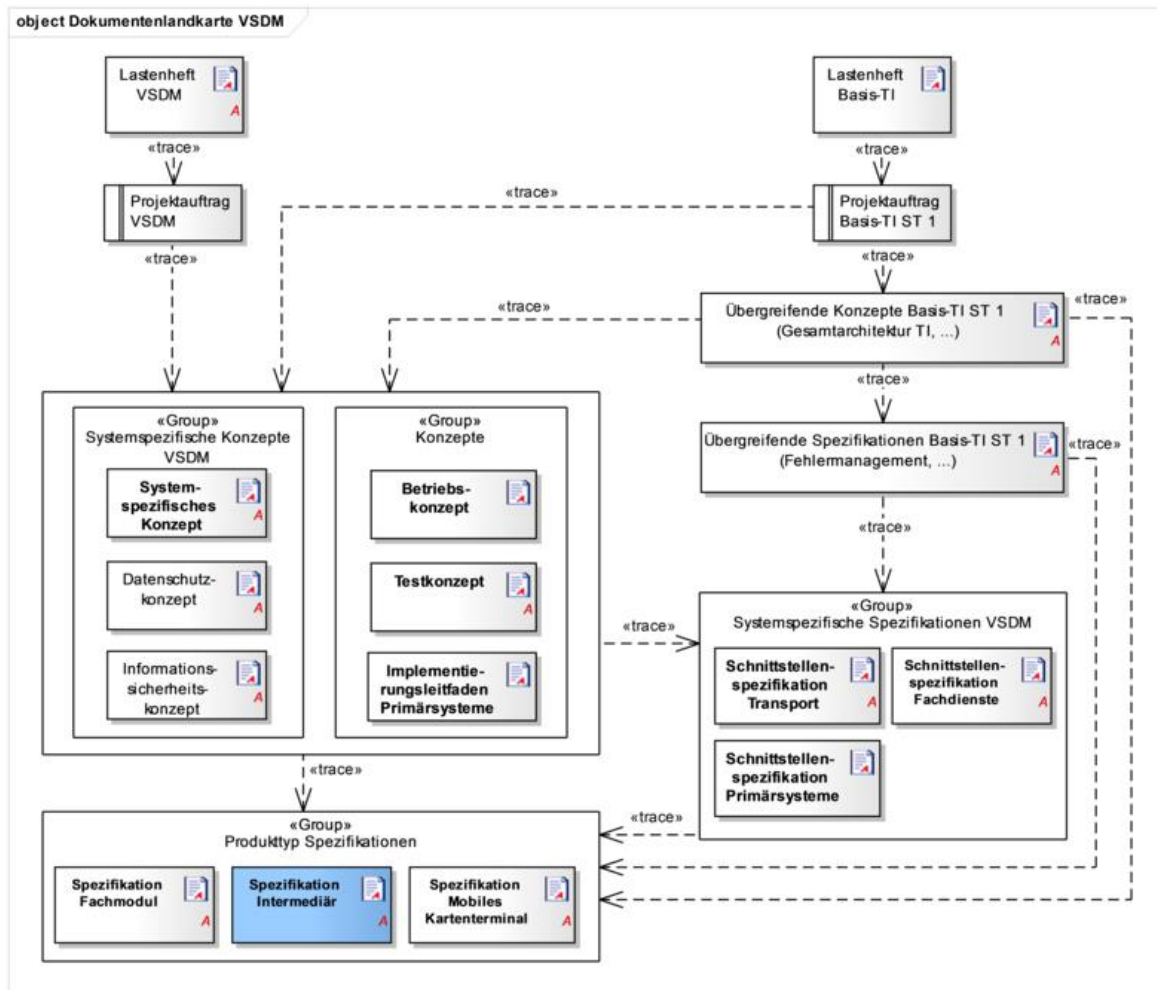 object Dokumentenlandkarte VSDM
Lastenheft
VSDM
A
Lastenheft
Basis-TI
«trace»
«trace»
Projektauftrag
VSDM
«trace»
Projektauftrag
Basis-TI ST 1
«trace»
«trace»
«trace»
Übergreifende Konzepte Basis-TI ST 1
(Gesamtarchitektur TI, ...)
A
«trace»
«trace»
Übergreifende Spezifikationen Basis-TI ST 1
(Fehlermanagement, ...)
A
«trace»
«trace»
«Group»
Systemspezifische Konzepte
VSDM
System-
spezifisches
Konzept
A
Datenschutz-
konzept
A
Informations-
sicherheits-
konzept
A
«Group»
Konzepte
Betriebs-
konzept
Testkonzept
A
Implementie-
rungsleitfaden
Primärsysteme
«trace»
«Group»
Systemspezifische Spezifikationen VSDM
Schnittstellen-
spezifikation
Transport
A
Schnittstellen-
spezifikation
Fachdienste
A
Schnittstellen-
spezifikation
Primärsysteme
«trace»
«trace»
«Group»
Produkttyp Spezifikationen
Spezifikation
Fachmodul
A
Spezifikation
Intermediär
A
Spezifikation
Mobiles
Kartenterminal
A